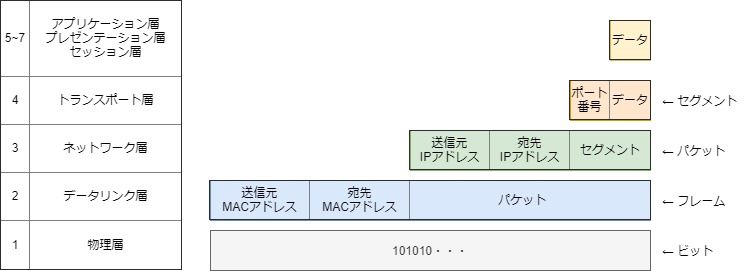 5~7
アプリケーション層
プレゼンテーション層
セッション層
データ
4
トランスポート層
ポート
番号
データ
←セグメント
3
ネットワーク層
送信元
IPアドレス
宛先
IPアドレス
セグメント
←パケット
2
データリンク層
送信元
MACアドレス
宛先
MACアドレス
パケット
←フレーム
1
物理層
101010・・・
←ビット